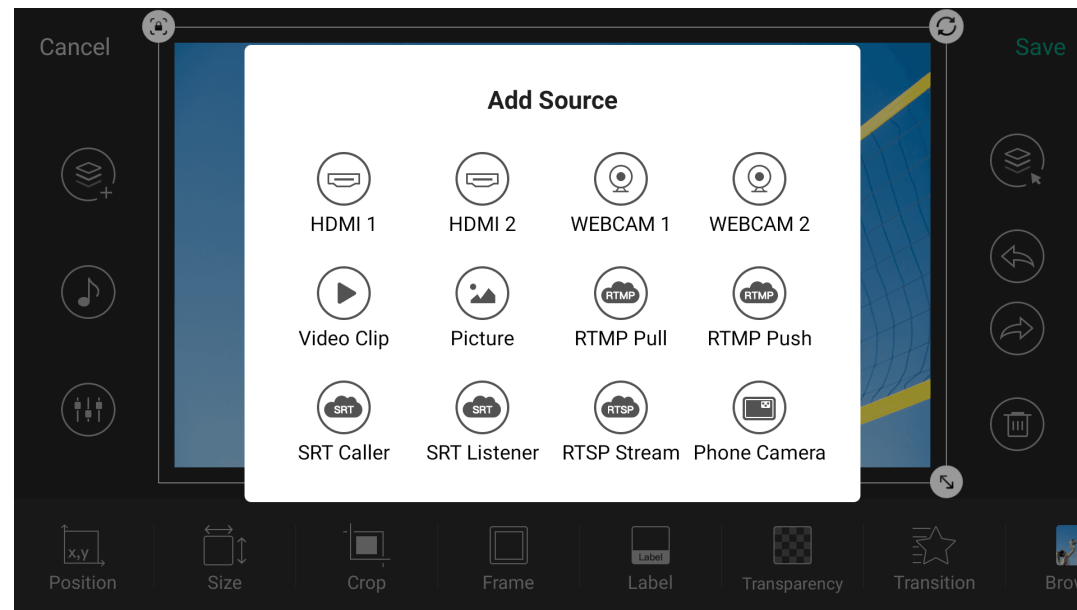 Cancel
Save
Add Source
HDMI 1
HDMI 2
WEBCAM 1
WEBCAM 2
RTMP
RTMP
Video Clip
Picture
RTMP Pull
RTMP Push
SRT
SRT
RTSP
SRT Caller
SRT Listener
RTSP Stream
Phone Camera
x,y
Label
Position
Size
Crop
Frame
Label
Transparency
Transition
Brow